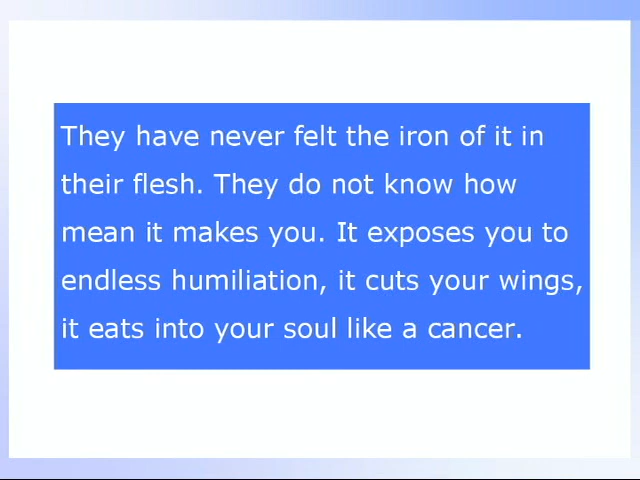 They have never felt the iron of it in
their flesh. They do not know how
mean it makes you. It exposes you to
endless humiliation, it cuts your wings,
it eats into your soul like a cancer.